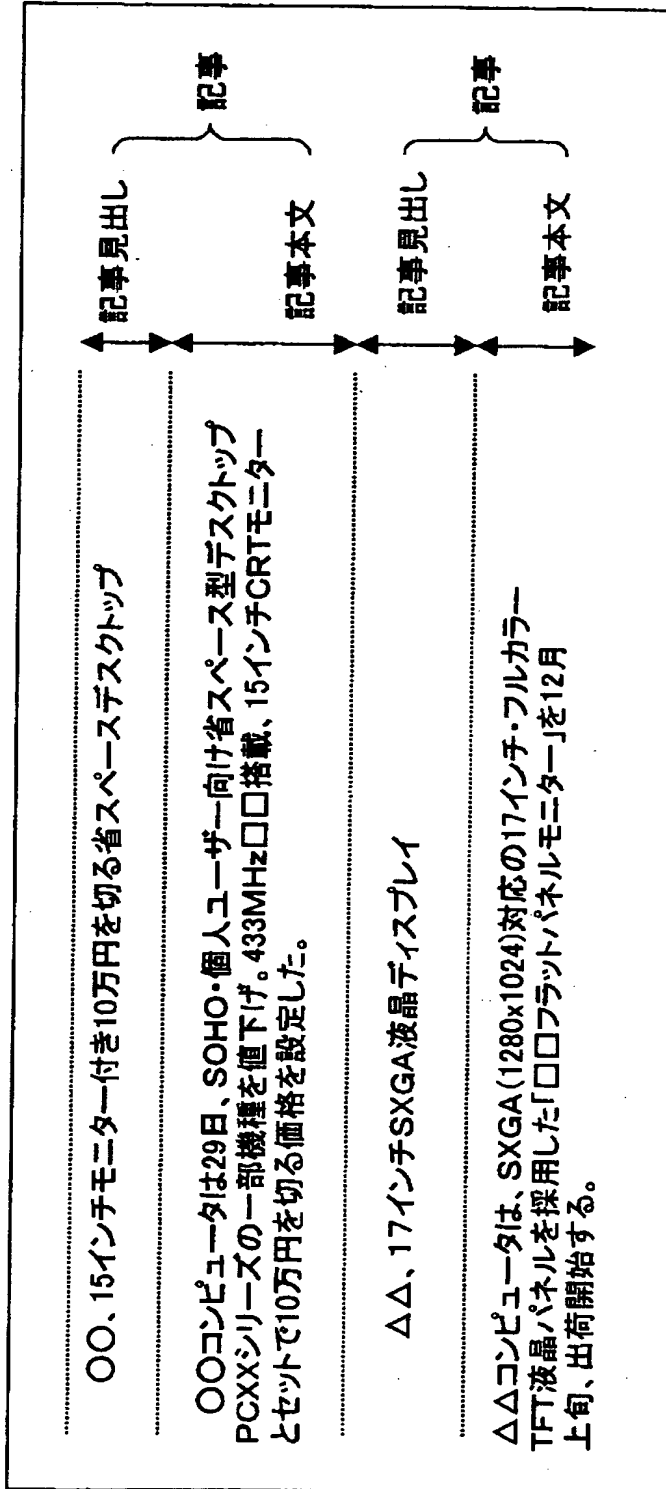 〇〇、15インチモニター付き10万円を切る省スペースデスクトップ
記事見出し
〇〇コンピュータは29日、SOHO・個人ユーザー向け省スペース型デスクトップ
PCXXシリーズの一部機種を値下げ。433MHz□□搭載、15インチCRTモニター
とセットで10万円を切る価格を設定した。
記事本文
記事
△△、17インチSXGA液晶ディスプレイ
記事見出し
△△コンピュータは、SXGA(1280x1024)対応の17インチ・フルカラー
TFT液晶パネルを採用した「□□フラットパネルモニター」を12月
上旬、出荷開始する。
記事本文
記事